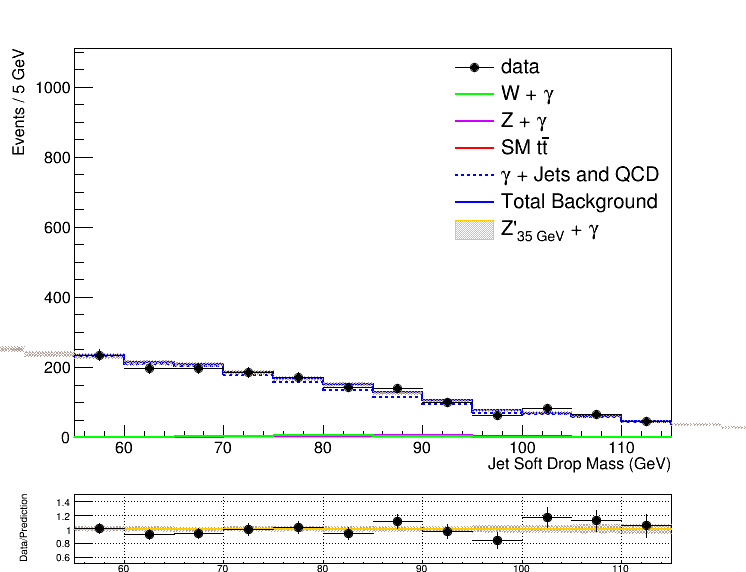 Events / 5 GeV
1000
800
600
400
200
0
data
W + γ
Z + γ
SM tt̄
γ + Jets and QCD
Total Background
Z'35 GeV + γ
60 70 80 90 100 110
Jet Soft Drop Mass (GeV)
Data/Prediction
1.4
1.2
1
0.8
0.6
60 70 80 90 100 110